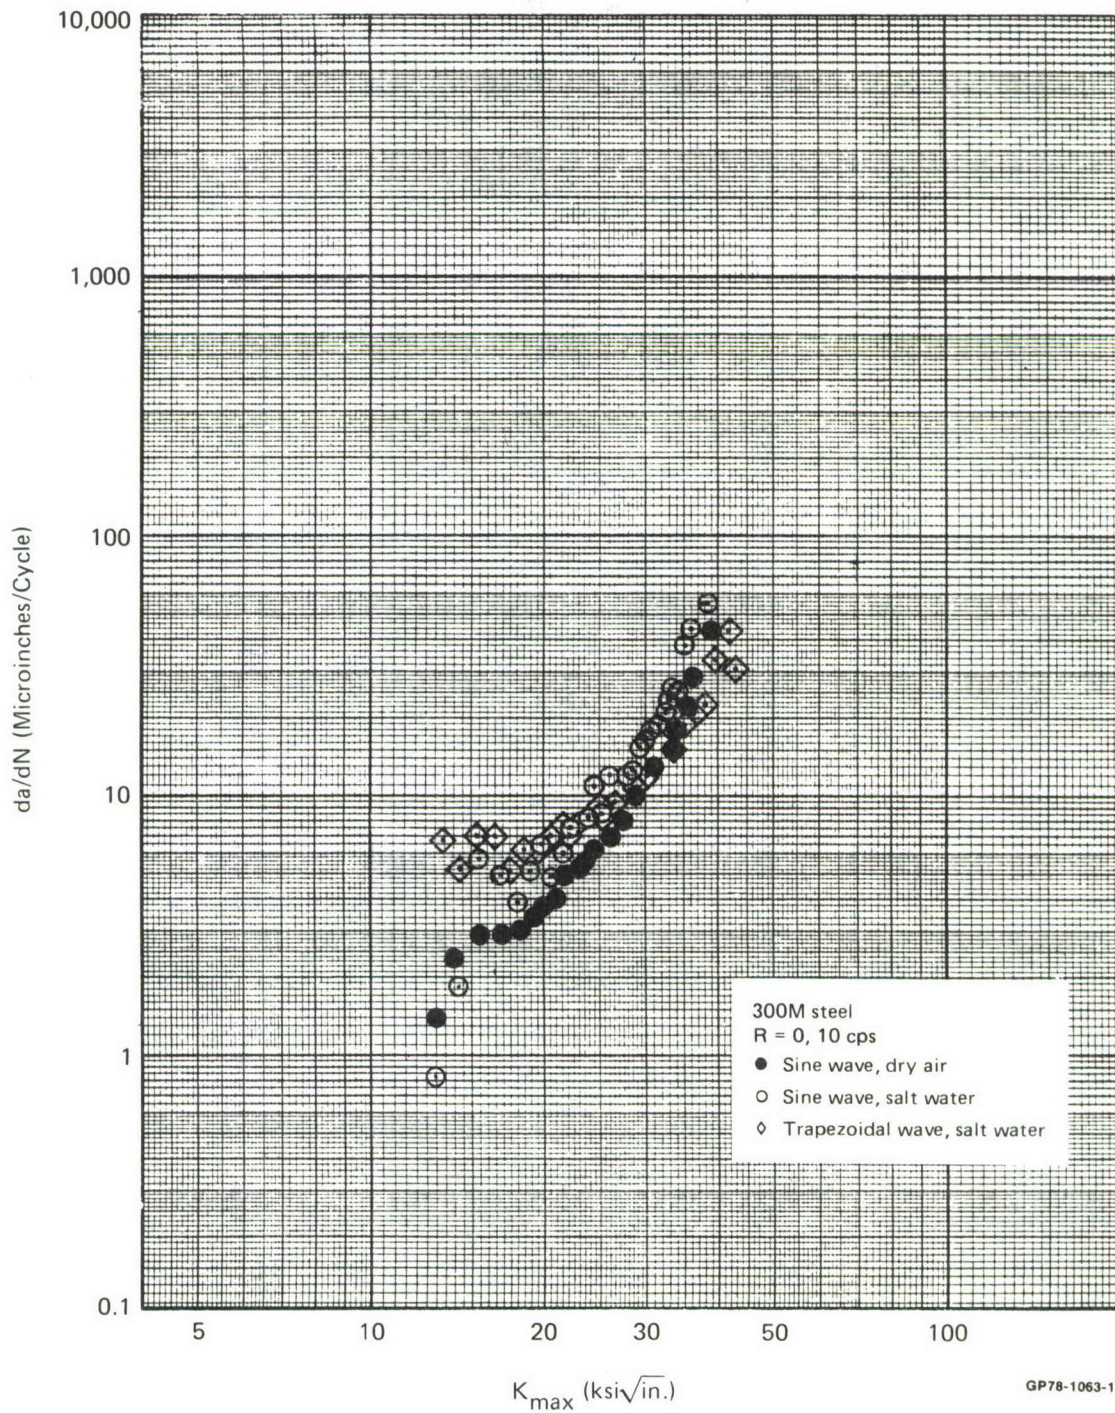 10,000
1,000
100
10
1
0.1
da/dN (Microinches/Cycle)
300M steel
R = 0, 10 cps
● Sine wave, dry air
○ Sine wave, salt water
◊ Trapezoidal wave, salt water
5 10 20 30 50 100
Kmax (ksi√in.)
GP78-1063-1